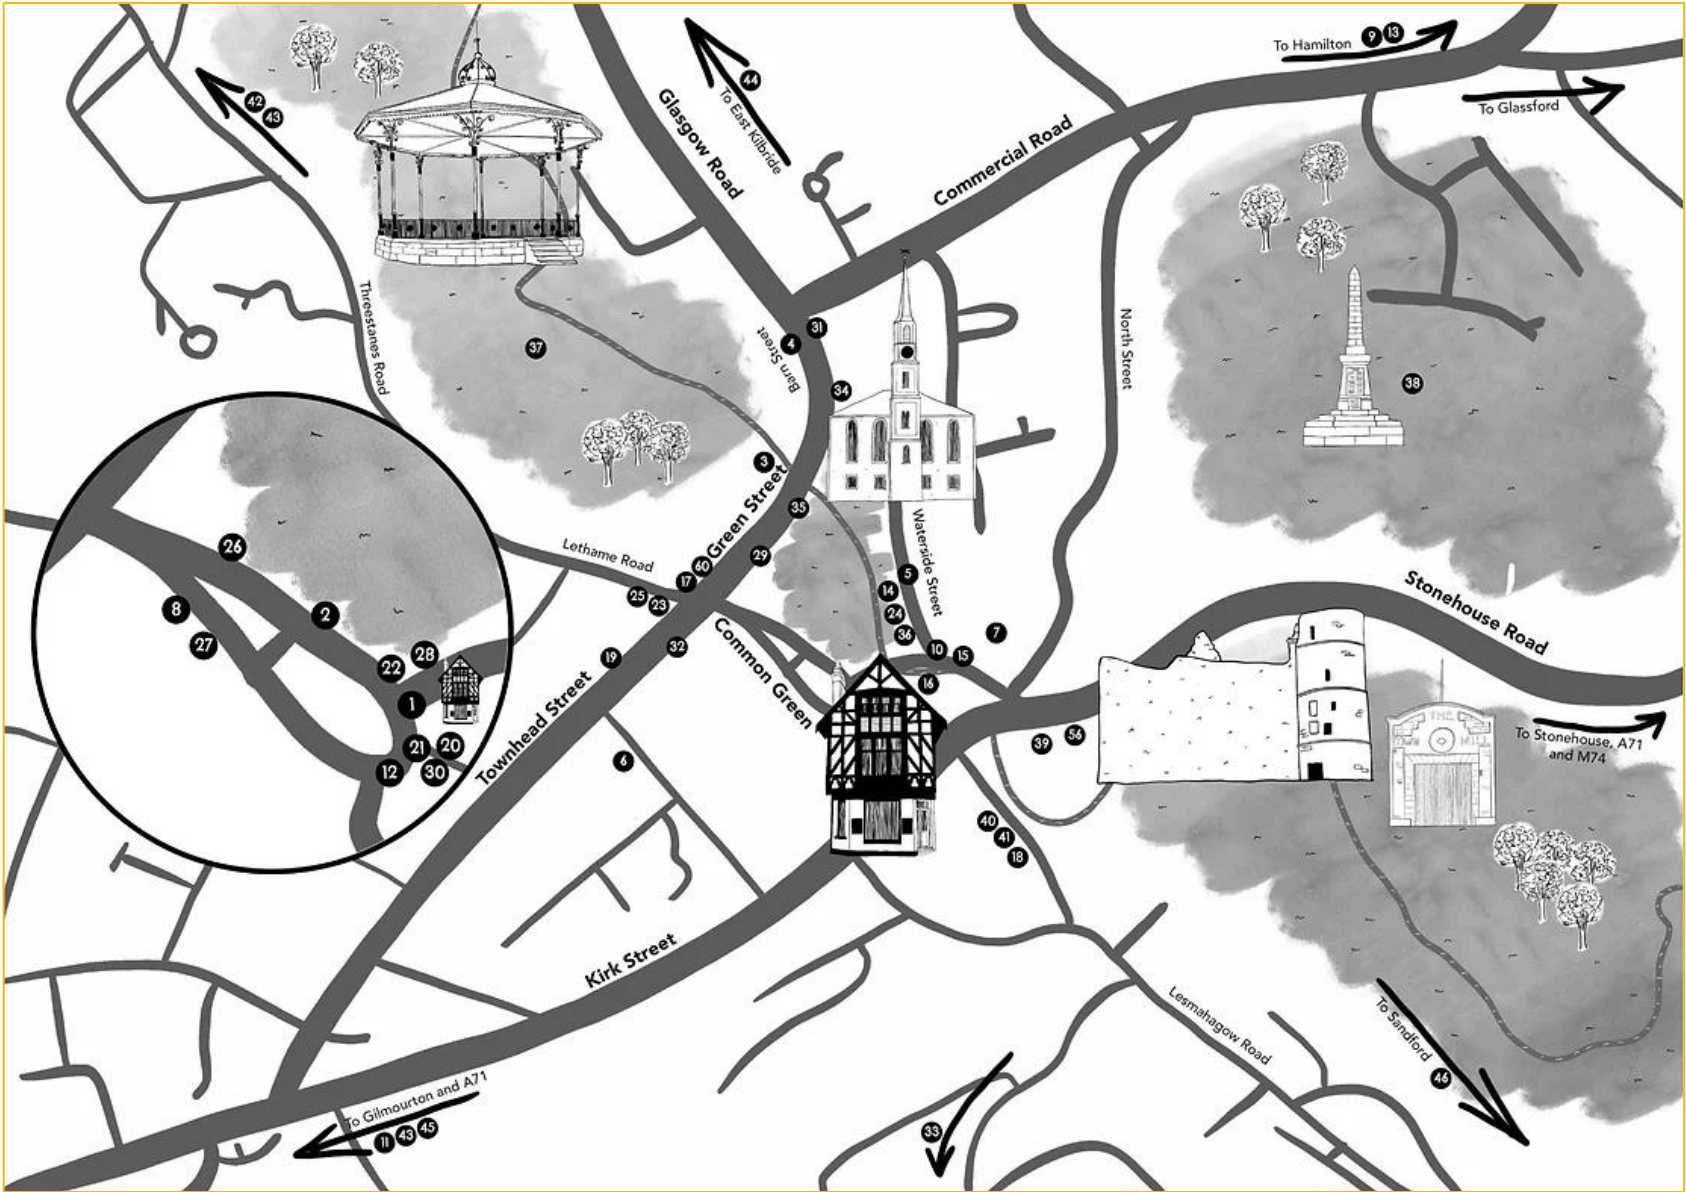 To Hamilton 9 13
44
To East Kilbride
42
43
To Glassford
Glasgow Road
Commercial Road
Threestanes Road
North Street
31
4
Barn Street
37
34
38
3
Green Street
35
Waterside Street
Lethame Road
60
29
17
25
23
5
14
24
36
7
10
15
16
32
19
Common Green
Stonehouse Road
26
8
27
2
22
28
1
21
20
12
30
Townhead Street
6
39
56
To Stonehouse, A71
and M74
THE
TOWN MILL
40
41
18
Kirk Street
Lesmahagow Road
To Sandford
46
To Gilmourton and A71
11 43 45
33